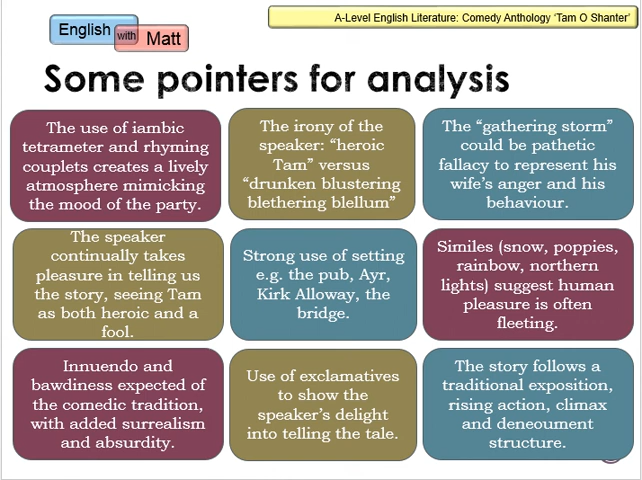 A-Level English Literature: Comedy Anthology ‘Tam O Shanter’
English
with
Matt
Some pointers for analysis
The use of iambic
tetrameter and rhyming
couplets creates a lively
atmosphere mimicking
the mood of the party.
The irony of the
speaker: “heroic
Tam” versus
“drunken blustering
blethering blellum”
The “gathering storm”
could be pathetic
fallacy to represent his
wife’s anger and his
behaviour.
The speaker
continually takes
pleasure in telling us
the story, seeing Tam
as both heroic and a
fool.
Strong use of setting
e.g. the pub, Ayr,
Kirk Alloway, the
bridge.
Similes (snow, poppies,
rainbow, northern
lights) suggest human
pleasure is often
fleeting.
Innuendo and
bawdiness expected of
the comedic tradition,
with added surrealism
and absurdity.
Use of exclamatives
to show the
speaker’s delight
into telling the tale.
The story follows a
traditional exposition,
rising action, climax
and deneoument
structure.